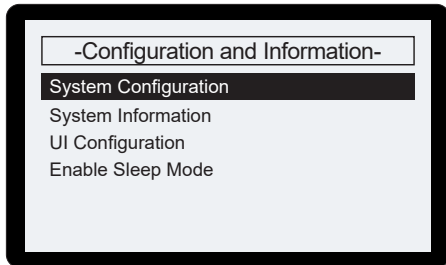 -Configuration and Information-
System Configuration
System Information
UI Configuration
Enable Sleep Mode